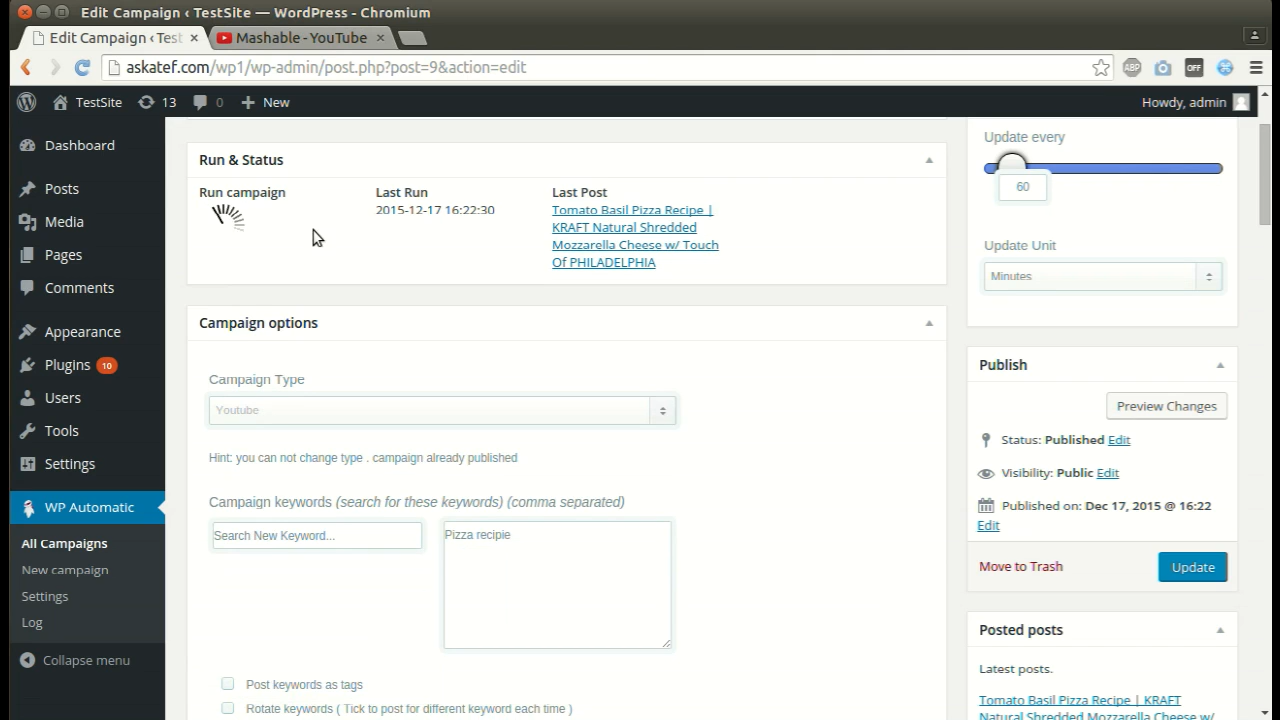 Edit Campaign ‹ TestSite — WordPress - Chromium
Edit Campaign ‹ Test
Mashable - YouTube
askatef.com/wp1/wp-admin/post.php?post=9&action=edit
ABP
OFF
TestSite
13
0
New
Howdy, admin
Dashboard
Posts
Media
Pages
Comments
Appearance
Plugins 10
Users
Tools
Settings
WP Automatic
All Campaigns
New campaign
Settings
Log
Collapse menu
Run & Status
Run campaign
Last Run
2015-12-17 16:22:30
Last Post
Tomato Basil Pizza Recipe |
KRAFT Natural Shredded
Mozzarella Cheese w/ Touch
Of PHILADELPHIA
Campaign options
Campaign Type
Youtube
Hint: you can not change type . campaign already published
Campaign keywords (search for these keywords) (comma separated)
Search New Keyword...
Pizza recipie
Post keywords as tags
Rotate keywords ( Tick to post for different keyword each time )
Update every
60
Update Unit
Minutes
Publish
Preview Changes
Status: Published Edit
Visibility: Public Edit
Published on: Dec 17, 2015 @ 16:22
Edit
Move to Trash
Update
Posted posts
Latest posts.
Tomato Basil Pizza Recipe | KRAFT
Natural Shredded Mozzarella Cheese w/